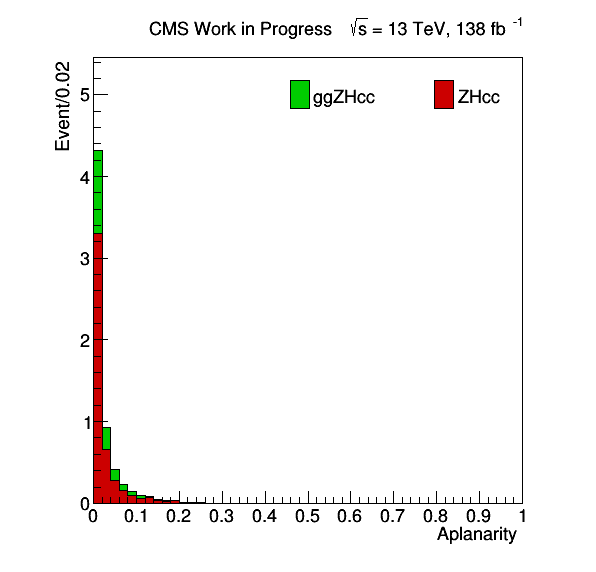 CMS Work in Progress √s = 13 TeV, 138 fb -1
Event/0.02
ggZHcc ZHcc
5
4
3
2
1
0
0 0.1 0.2 0.3 0.4 0.5 0.6 0.7 0.8 0.9 1
Aplanarity